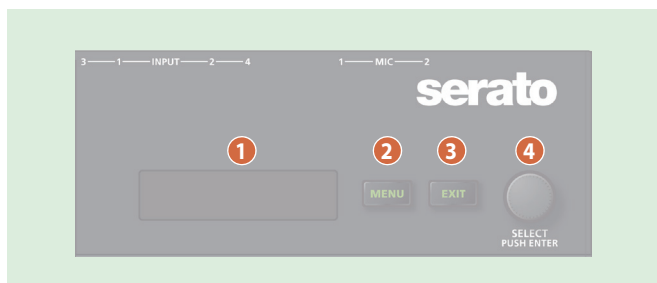 3 1 INPUT 2 4 1 MIC 2
serato
1 2 3 4
MENU EXIT
SELECT
PUSH ENTER